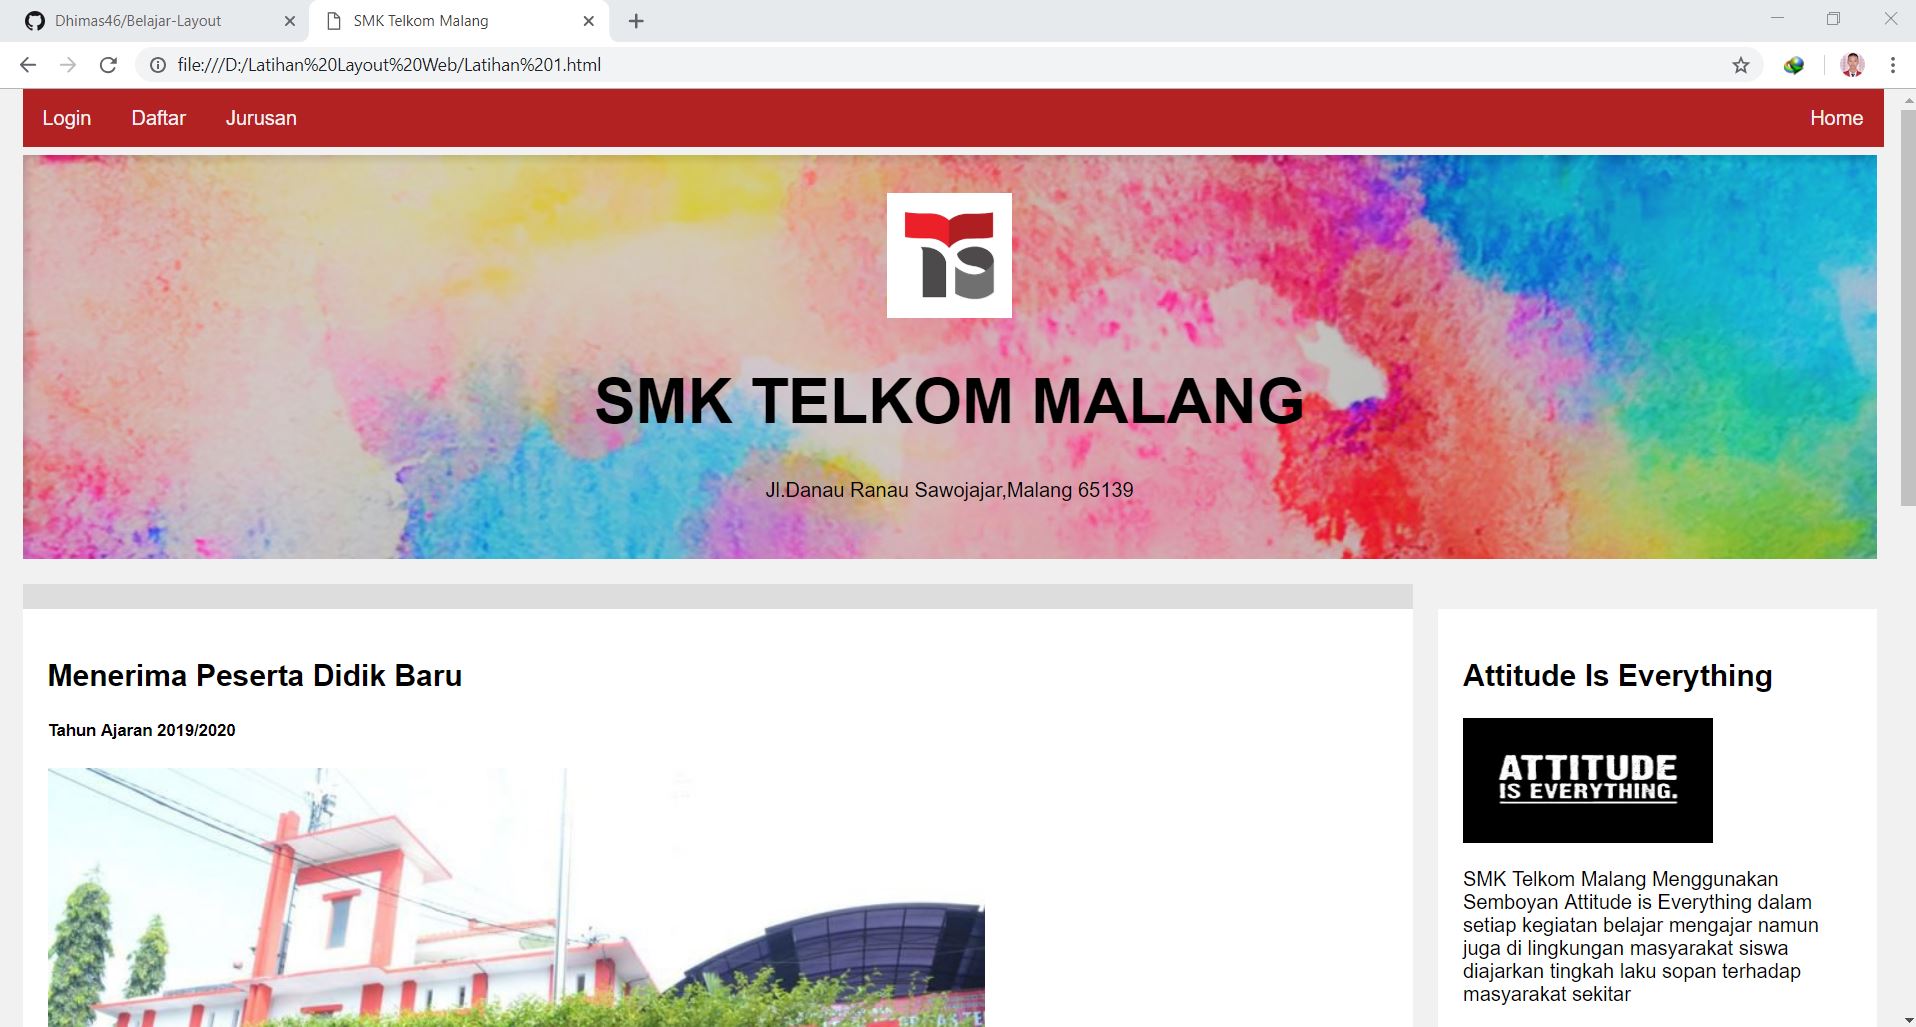 Dhimas46/Belajar-Layout
SMK Telkom Malang
file:///D:/Latihan%20Layout%20Web/Latihan%201.html
Login Daftar Jurusan Home
SMK TELKOM MALANG
Jl.Danau Ranau Sawojajar,Malang 65139
Menerima Peserta Didik Baru
Tahun Ajaran 2019/2020
Attitude Is Everything
ATTITUDE
IS EVERYTHING.
SMK Telkom Malang Menggunakan
Semboyan Attitude is Everything dalam
setiap kegiatan belajar mengajar namun
juga di lingkungan masyarakat siswa
diajarkan tingkah laku sopan terhadap
masyarakat sekitar